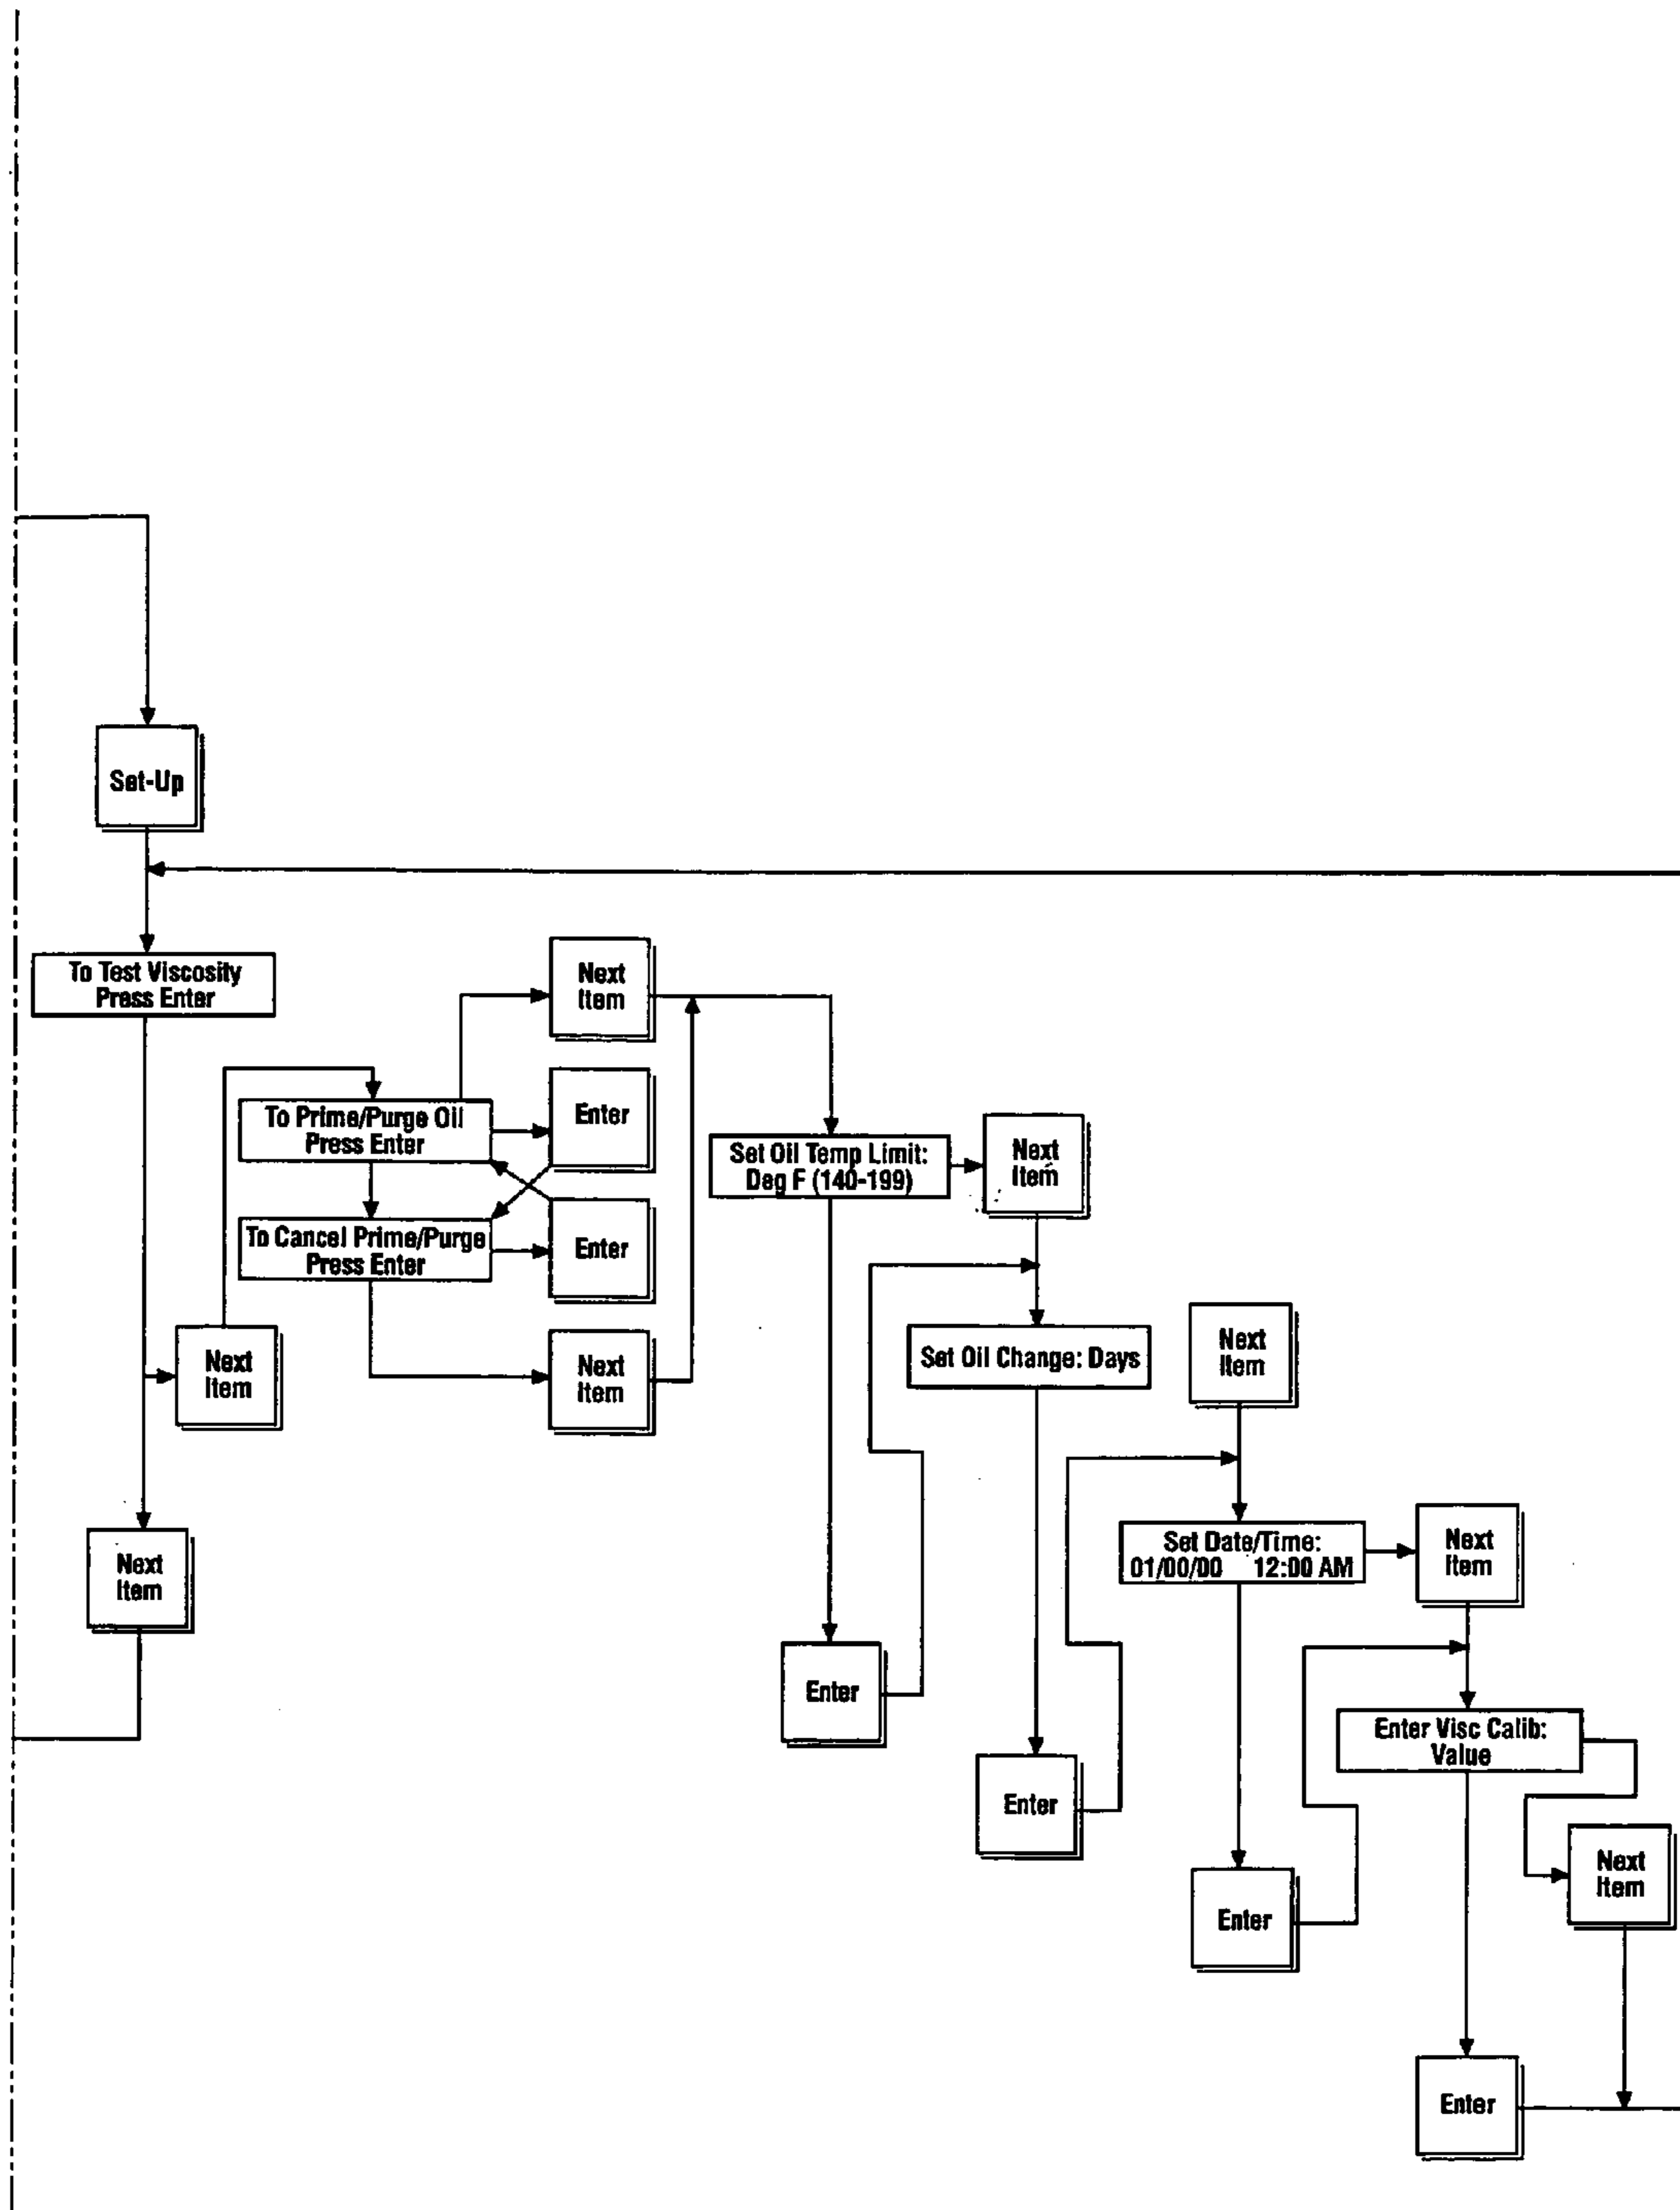 Set-Up
To Test Viscosity
Press Enter
Next
Item
Next
Item
To Prime/Purge Oil
Press Enter
To Cancel Prime/Purge
Press Enter
Next
Item
Enter
Enter
Next
Item
Set Oil Temp Limit:
Deg F (140-199)
Next
Item
Enter
Set Oil Change: Days
Enter
Next
Item
Set Date/Time:
01/00/00 12:00 AM
Next
Item
Enter
Enter Visc Calib:
Value
Next
Item
Enter